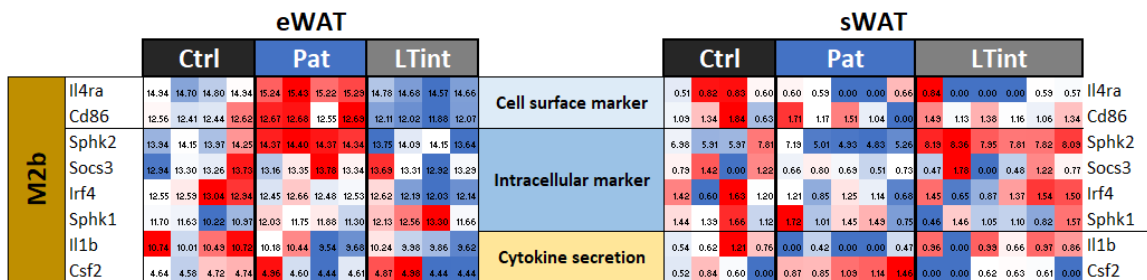 eWAT sWAT
Ctrl Pat LTint Ctrl Pat LTint
M2b
Il4ra 14.94 14.70 14.80 14.94 15.24 15.43 15.22 15.29 14.78 14.68 14.57 14.66 Cell surface marker 0.51 0.82 0.83 0.60 0.60 0.59 0.00 0.00 0.66 0.84 0.00 0.00 0.00 0.59 0.57 Il4ra
Cd86 12.56 12.41 12.44 12.62 12.67 12.68 12.55 12.69 12.11 12.02 11.88 12.07 1.09 1.34 1.84 0.63 1.71 1.17 1.51 1.04 0.00 1.49 1.13 1.38 1.16 1.06 1.34 Cd86
Sphk2 13.94 14.15 13.97 14.25 14.37 14.40 14.37 14.34 13.75 14.09 14.15 13.64 Intracellular marker 6.98 5.91 5.97 7.81 7.19 5.01 4.93 4.83 5.26 8.19 8.36 7.95 7.81 7.82 8.09 Sphk2
Socs3 12.94 13.30 13.26 13.73 13.16 13.35 13.78 13.34 13.69 13.31 12.92 13.29 0.79 1.42 0.00 1.22 0.66 0.80 0.69 0.51 0.73 0.47 1.78 0.00 0.48 1.22 0.77 Socs3
Irf4 12.55 12.59 13.04 12.94 12.45 12.66 12.48 12.53 12.62 12.19 12.03 12.14 1.42 0.60 1.63 1.20 1.21 0.85 1.25 1.14 0.68 1.45 0.65 0.87 1.37 1.54 1.50 Irf4
Sphk1 11.70 11.63 10.22 10.97 12.03 11.75 11.88 11.30 12.13 12.56 13.30 11.66 1.44 1.39 1.66 1.12 1.72 1.01 1.45 1.49 0.75 0.46 1.46 1.05 1.10 0.82 1.57 Sphk1
Il1b 10.74 10.01 10.49 10.72 10.18 10.44 9.54 9.68 10.24 9.98 9.86 9.62 Cytokine secretion 0.54 0.62 1.21 0.76 0.00 0.42 0.00 0.00 0.47 0.96 0.00 0.99 0.66 0.97 0.86 Il1b
Csf2 4.64 4.58 4.72 4.74 4.96 4.60 4.44 4.61 4.87 4.98 4.44 4.44 0.52 0.84 0.60 0.00 0.87 0.85 1.09 1.14 1.46 0.00 0.00 0.62 0.63 0.61 0.00 Csf2